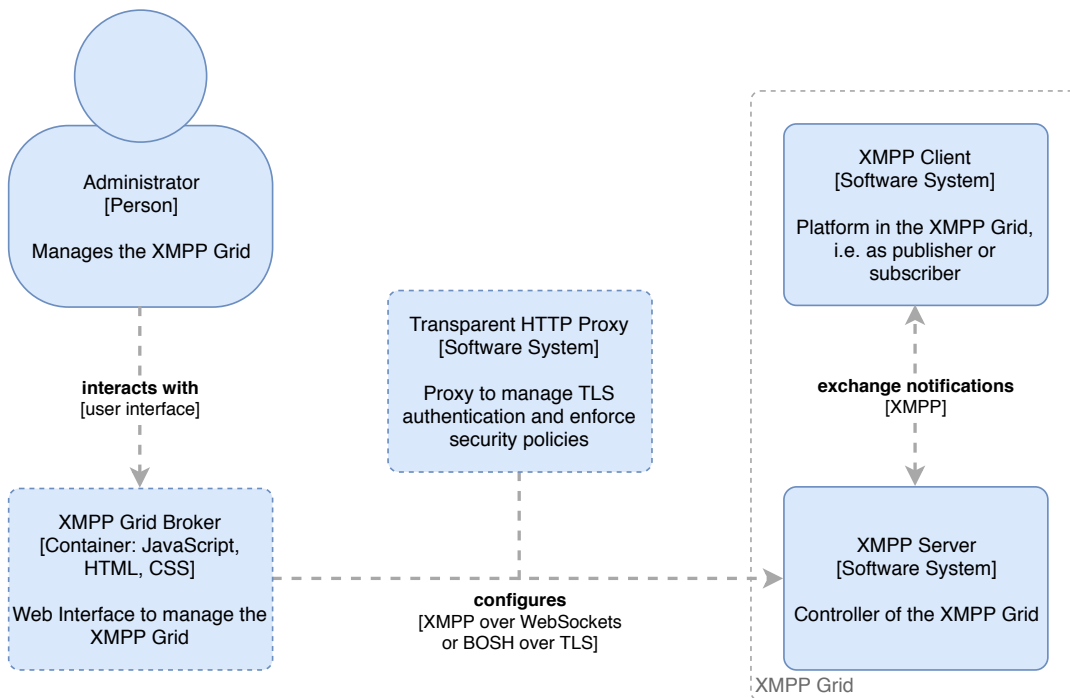 Administrator
[Person]
Manages the XMPP Grid
interacts with
[user interface]
XMPP Grid Broker
[Container: JavaScript,
HTML, CSS]
Web Interface to manage the
XMPP Grid
Transparent HTTP Proxy
[Software System]
Proxy to manage TLS
authentication and enforce
security policies
configures
[XMPP over WebSockets
or BOSH over TLS]
XMPP Client
[Software System]
Platform in the XMPP Grid,
i.e. as publisher or
subscriber
exchange notifications
[XMPP]
XMPP Server
[Software System]
Controller of the XMPP Grid
XMPP Grid